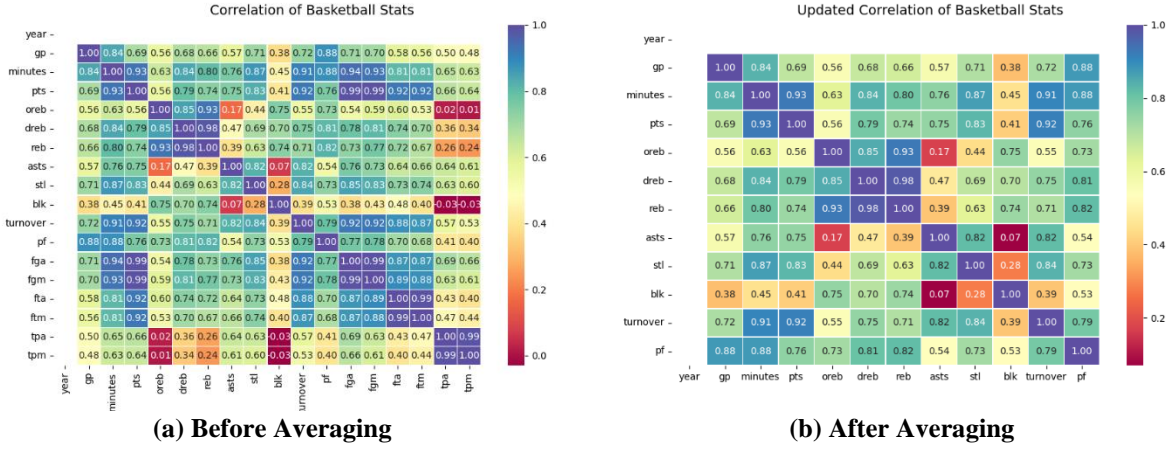 Correlation of Basketball Stats
year
gp 1.00 0.84 0.69 0.56 0.68 0.66 0.57 0.71 0.38 0.72 0.88 0.71 0.70 0.58 0.56 0.50 0.48
minutes 0.84 1.00 0.93 0.63 0.84 0.80 0.76 0.87 0.45 0.91 0.88 0.94 0.93 0.81 0.81 0.65 0.63
pts 0.69 0.93 1.00 0.56 0.79 0.74 0.75 0.83 0.41 0.92 0.76 0.99 0.99 0.92 0.92 0.66 0.64
oreb 0.56 0.63 0.56 1.00 0.85 0.93 0.17 0.44 0.75 0.55 0.73 0.54 0.59 0.60 0.53 0.02 0.01
dreb 0.68 0.84 0.79 0.85 1.00 0.98 0.47 0.69 0.70 0.75 0.81 0.78 0.81 0.74 0.70 0.36 0.34
reb 0.66 0.80 0.74 0.93 0.98 1.00 0.39 0.63 0.74 0.71 0.82 0.73 0.77 0.72 0.67 0.26 0.24
asts 0.57 0.76 0.75 0.17 0.47 0.39 1.00 0.82 0.07 0.82 0.54 0.76 0.73 0.64 0.66 0.64 0.61
stl 0.71 0.87 0.83 0.44 0.69 0.63 0.82 1.00 0.28 0.84 0.73 0.85 0.83 0.73 0.74 0.63 0.60
blk 0.38 0.45 0.41 0.75 0.70 0.74 0.07 0.28 1.00 0.39 0.53 0.38 0.43 0.48 0.40 -0.03 -0.03
turnover 0.72 0.91 0.92 0.55 0.75 0.71 0.82 0.84 0.39 1.00 0.79 0.92 0.92 0.88 0.87 0.57 0.53
pf 0.88 0.88 0.76 0.73 0.81 0.82 0.54 0.73 0.53 0.79 1.00 0.77 0.78 0.70 0.68 0.41 0.40
fga 0.71 0.94 0.99 0.54 0.78 0.73 0.76 0.85 0.38 0.92 0.77 1.00 0.99 0.87 0.87 0.69 0.66
fgm 0.70 0.93 0.99 0.59 0.81 0.77 0.73 0.83 0.43 0.92 0.78 0.99 1.00 0.89 0.88 0.63 0.61
fta 0.58 0.81 0.92 0.60 0.74 0.72 0.64 0.73 0.48 0.88 0.70 0.87 0.89 1.00 0.99 0.43 0.40
ftm 0.56 0.81 0.92 0.53 0.70 0.67 0.66 0.74 0.40 0.87 0.68 0.87 0.88 0.99 1.00 0.47 0.44
tpa 0.50 0.65 0.66 0.02 0.36 0.26 0.64 0.63 -0.03 0.57 0.41 0.69 0.63 0.43 0.47 1.00 0.99
tpm 0.48 0.63 0.64 0.01 0.34 0.24 0.61 0.60 -0.03 0.53 0.40 0.66 0.61 0.40 0.44 0.99 1.00
year gp minutes pts oreb dreb reb asts stl blk urnover pf fga fgm fta ftm tpa tpm
1.0
0.8
0.6
0.4
0.2
0.0
(a) Before Averaging
Updated Correlation of Basketball Stats
year
gp 1.00 0.84 0.69 0.56 0.68 0.66 0.57 0.71 0.38 0.72 0.88
minutes 0.84 1.00 0.93 0.63 0.84 0.80 0.76 0.87 0.45 0.91 0.88
pts 0.69 0.93 1.00 0.56 0.79 0.74 0.75 0.83 0.41 0.92 0.76
oreb 0.56 0.63 0.56 1.00 0.85 0.93 0.17 0.44 0.75 0.55 0.73
dreb 0.68 0.84 0.79 0.85 1.00 0.98 0.47 0.69 0.70 0.75 0.81
reb 0.66 0.80 0.74 0.93 0.98 1.00 0.39 0.63 0.74 0.71 0.82
asts 0.57 0.76 0.75 0.17 0.47 0.39 1.00 0.82 0.07 0.82 0.54
stl 0.71 0.87 0.83 0.44 0.69 0.63 0.82 1.00 0.28 0.84 0.73
blk 0.38 0.45 0.41 0.75 0.70 0.74 0.07 0.28 1.00 0.39 0.53
turnover 0.72 0.91 0.92 0.55 0.75 0.71 0.82 0.84 0.39 1.00 0.79
pf 0.88 0.88 0.76 0.73 0.81 0.82 0.54 0.73 0.53 0.79 1.00
year gp minutes pts oreb dreb reb asts stl blk turnover pf
1.0
0.8
0.6
0.4
0.2
(b) After Averaging